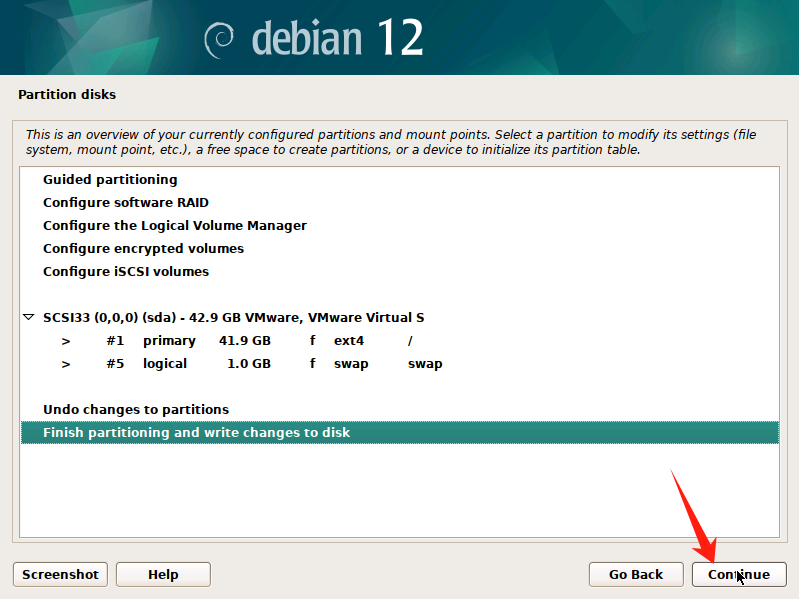 debian 12
Partition disks
This is an overview of your currently configured partitions and mount points. Select a partition to modify its settings (file
system, mount point, etc.), a free space to create partitions, or a device to initialize its partition table.
Guided partitioning
Configure software RAID
Configure the Logical Volume Manager
Configure encrypted volumes
Configure iSCSI volumes
SCSI33 (0,0,0) (sda) - 42.9 GB VMware, VMware Virtual S
> #1 primary 41.9 GB f ext4 /
> #5 logical 1.0 GB f swap swap
Undo changes to partitions
Finish partitioning and write changes to disk
Screenshot Help Go Back Continue